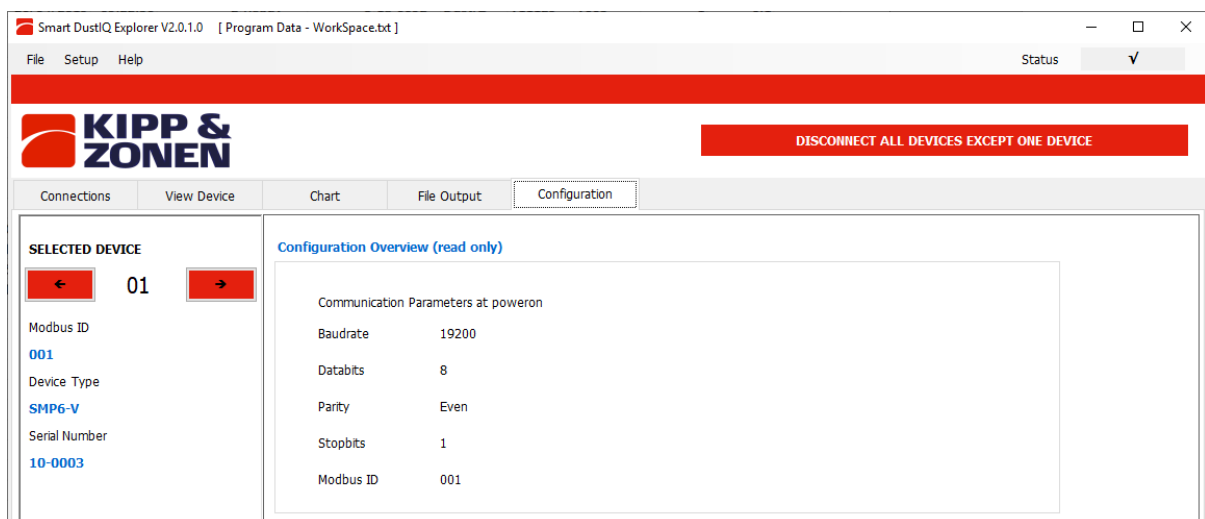 Smart DustIQ Explorer V2.0.1.0 [ Program Data - WorkSpace.txt ]
File Setup Help Status √
KIPP &
ZONEN
DISCONNECT ALL DEVICES EXCEPT ONE DEVICE
Connections View Device Chart File Output Configuration
SELECTED DEVICE
← 01 →
Modbus ID
001
Device Type
SMP6-V
Serial Number
10-0003
Configuration Overview (read only)
Communication Parameters at poweron
Baudrate 19200
Databits 8
Parity Even
Stopbits 1
Modbus ID 001